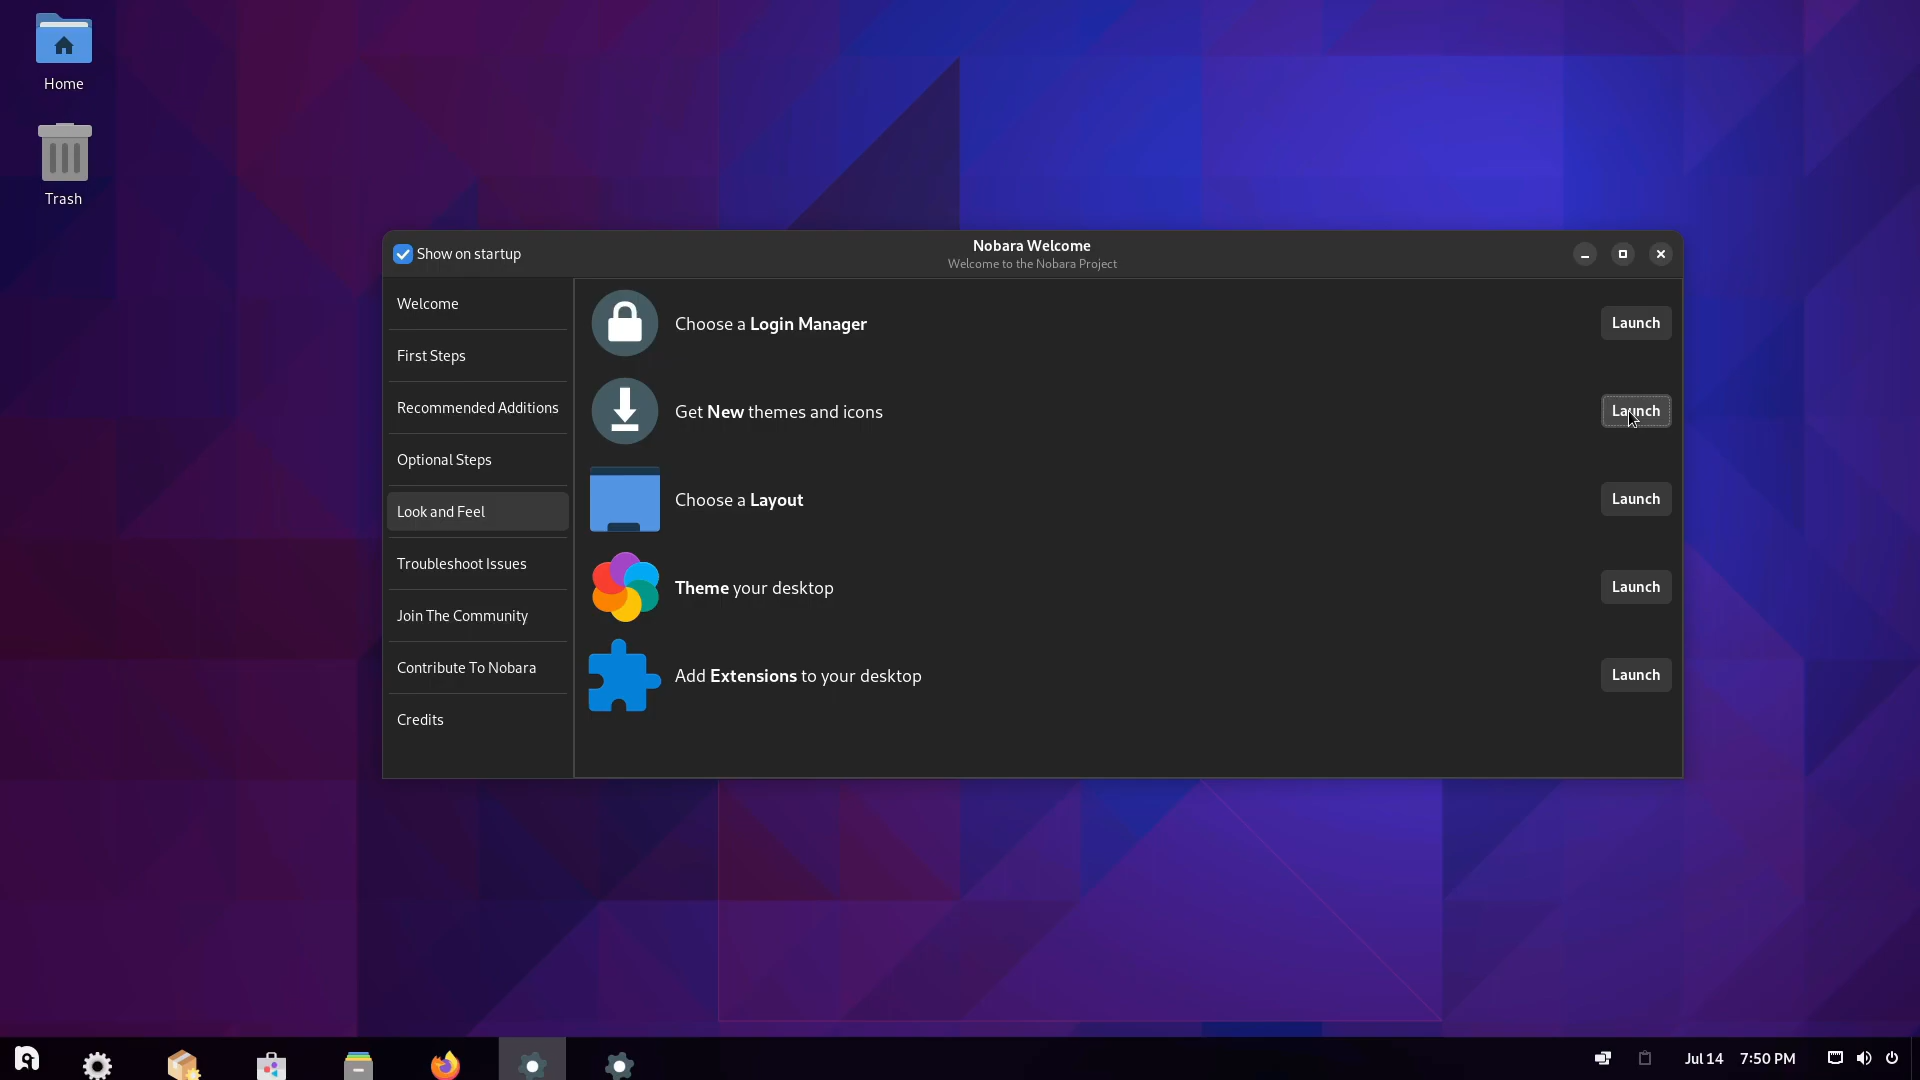 Home
Trash
Show on startup
Nobara Welcome
Welcome to the Nobara Project
Welcome
First Steps
Recommended Additions
Optional Steps
Look and Feel
Troubleshoot Issues
Join The Community
Contribute To Nobara
Credits
Choose a Login Manager
Launch
Get New themes and icons
Launch
Choose a Layout
Launch
Theme your desktop
Launch
Add Extensions to your desktop
Launch
Jul 14 7:50 PM